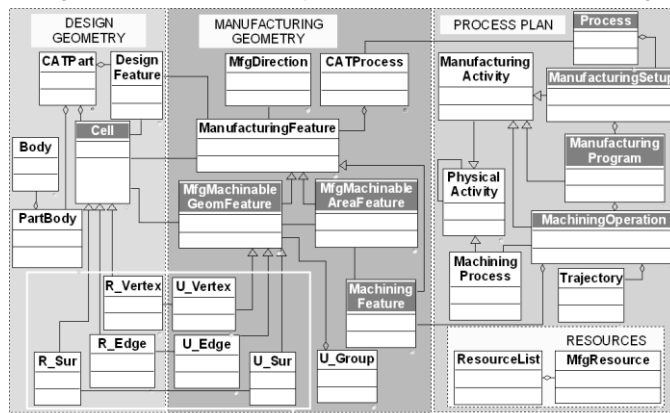 DESIGN
GEOMETRY
CATPart
Design
Feature
Cell
Body
PartBody
R_Vertex
R_Edge
R_Sur
MANUFACTURING
GEOMETRY
MfgDirection
CATProcess
ManufacturingFeature
MfgMachinable
GeomFeature
MfgMachinable
AreaFeature
Machining
Feature
U_Vertex
U_Edge
U_Sur
U_Group
PROCESS PLAN
Process
Manufacturing
Activity
ManufacturingSetup
Manufacturing
Program
Physical
Activity
MachiningOperation
Machining
Process
Trajectory
RESOURCES
ResourceList
MfgResource